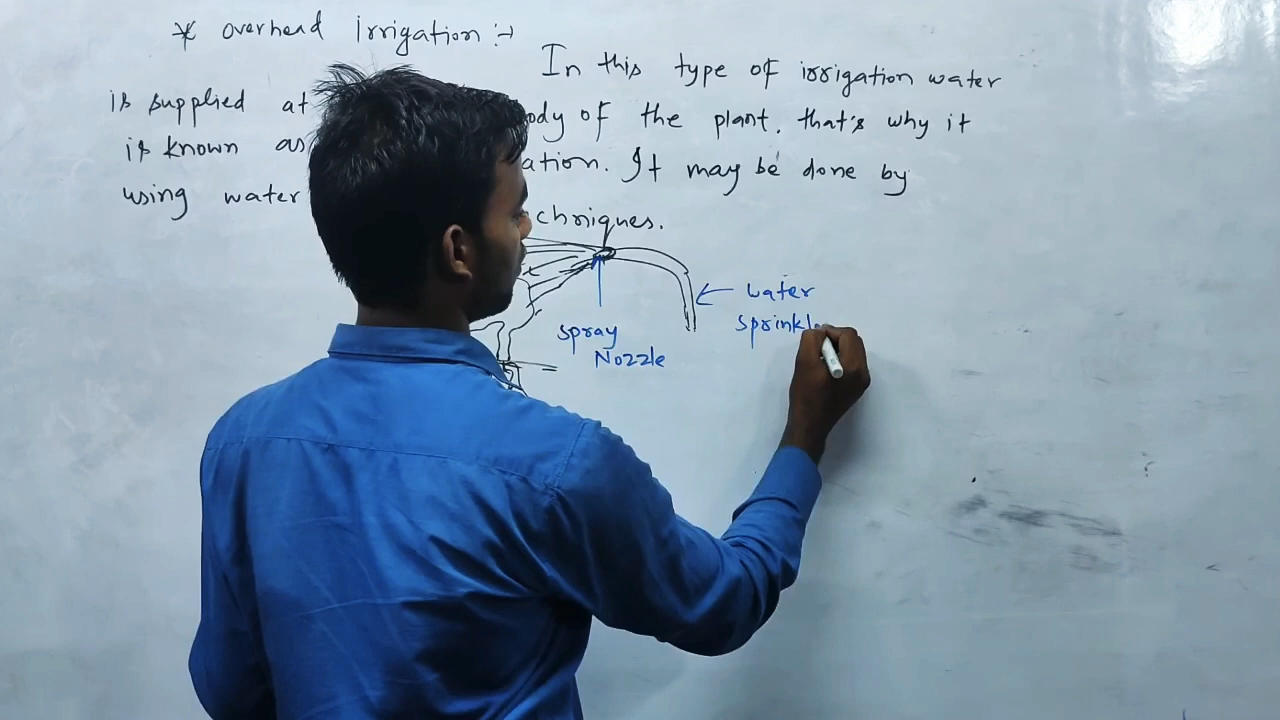 * overhead Irrigation :→
In this type of irrigation water
is supplied at ody of the plant. that's why it
is known as ation. It may be done by
using water chniques.
water
spray sprinkl
Nozzle